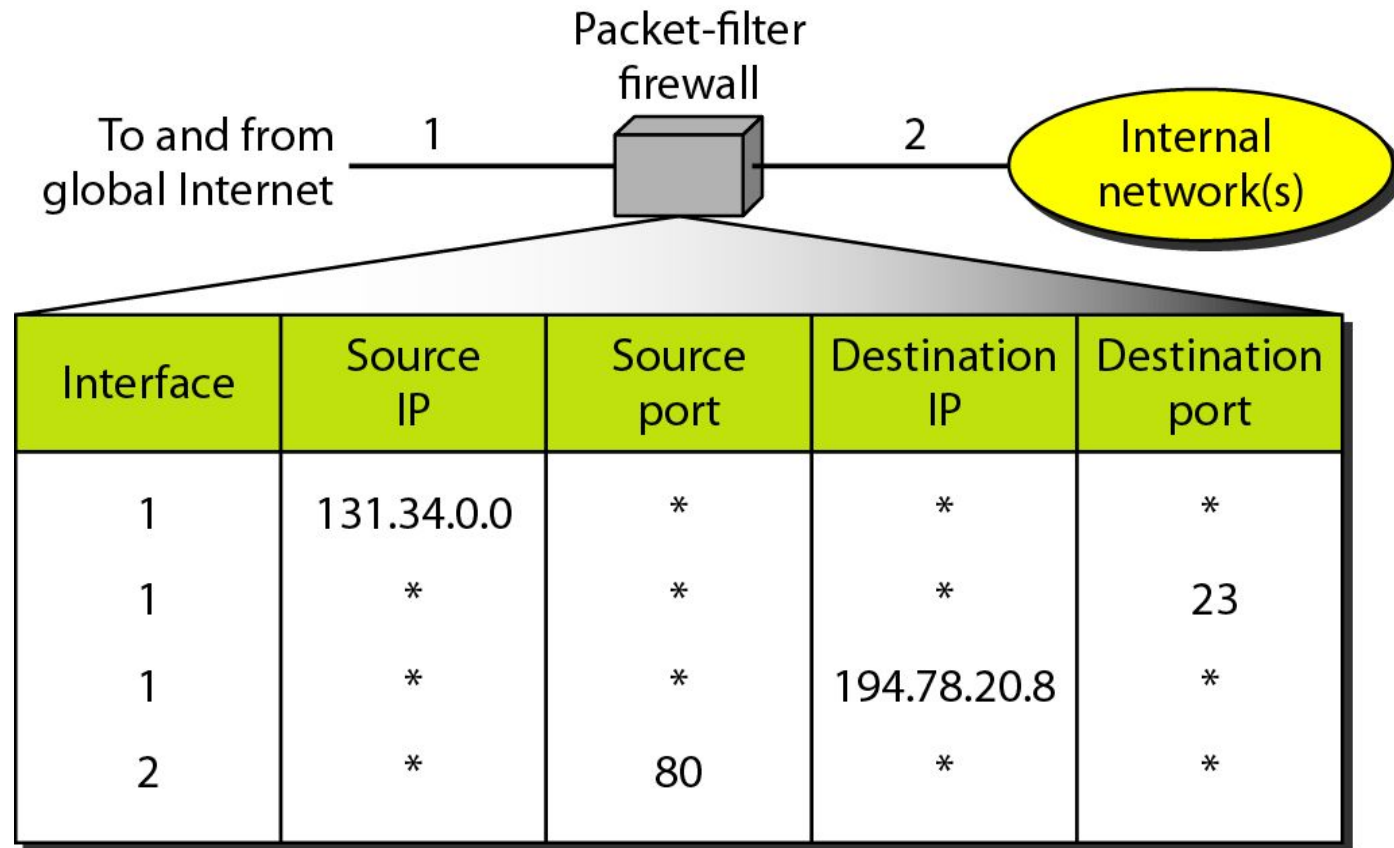 Packet-filter
firewall
To and from
global Internet
1
2
Internal
network(s)
Interface Source IP Source port Destination IP Destination port
1 131.34.0.0 * * *
1 * * * 23
1 * * 194.78.20.8 *
2 * 80 * *